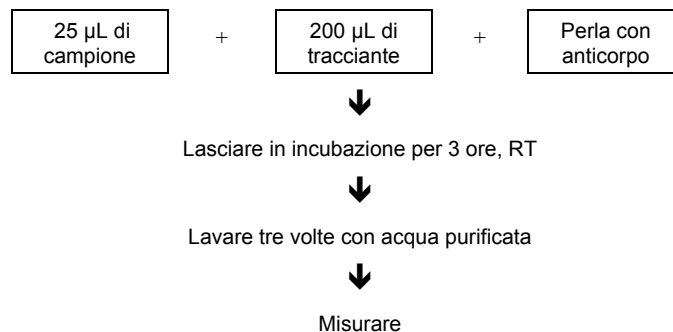 25 µL di campione + 200 µL di tracciante + Perla con anticorpo
Lasciare in incubazione per 3 ore, RT
Lavare tre volte con acqua purificata
Misurare